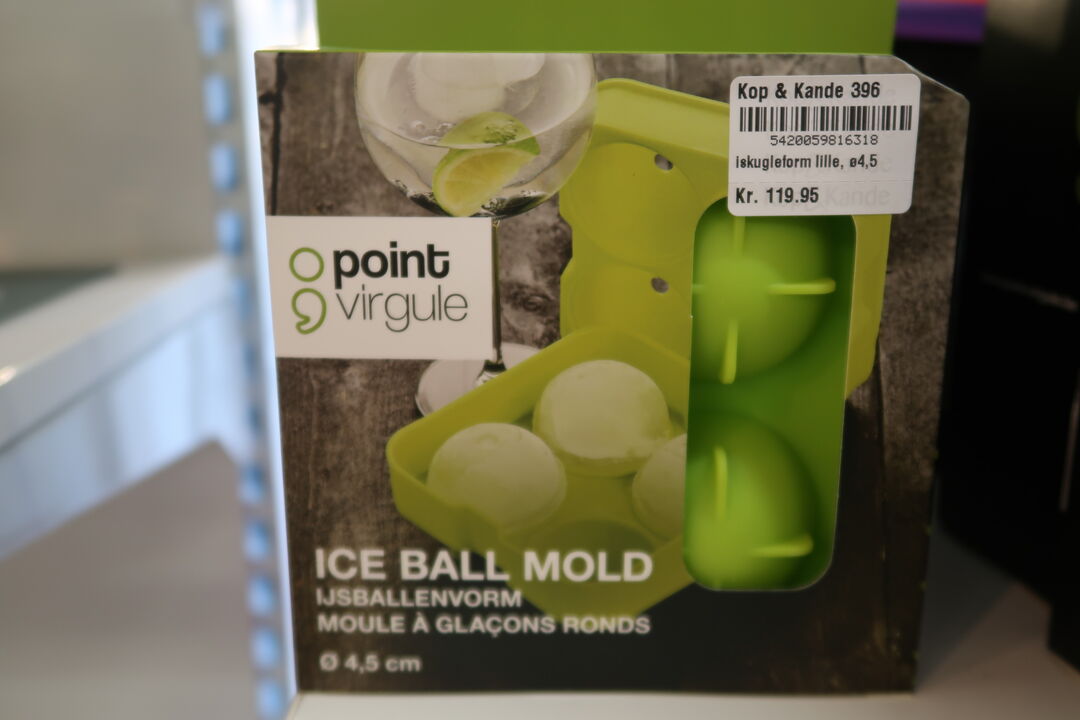 Kop & Kande 396
5420059816318
iskugleform lille, ø4,5
Kr. 119.95
point
virgule
ICE BALL MOLD
IJSBALLENVORM
MOULE À GLAÇONS RONDS
Ø 4,5 cm